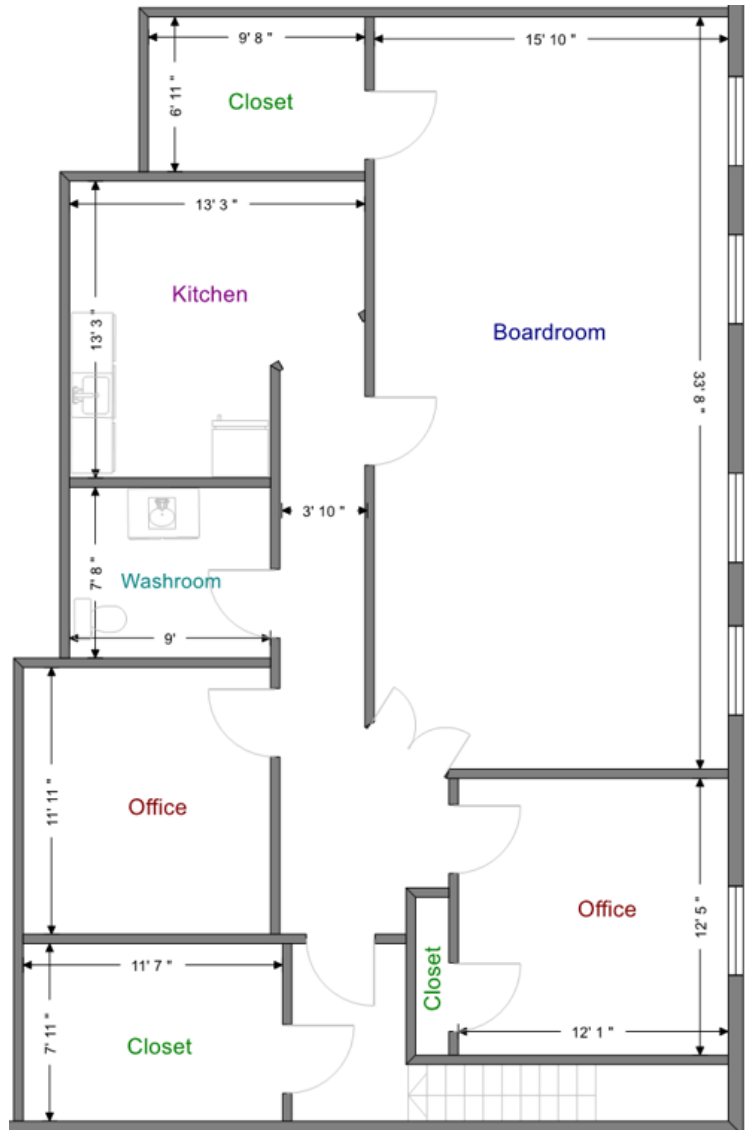 9' 8 "
15' 10 "
6' 11 "
Closet
13' 3 "
Kitchen
13' 3 "
Boardroom
33' 8 "
3' 10 "
7' 8 "
Washroom
9'
11' 11 "
Office
12' 5 "
Office
11' 7 "
Closet
7' 11 "
Closet
12' 1 "